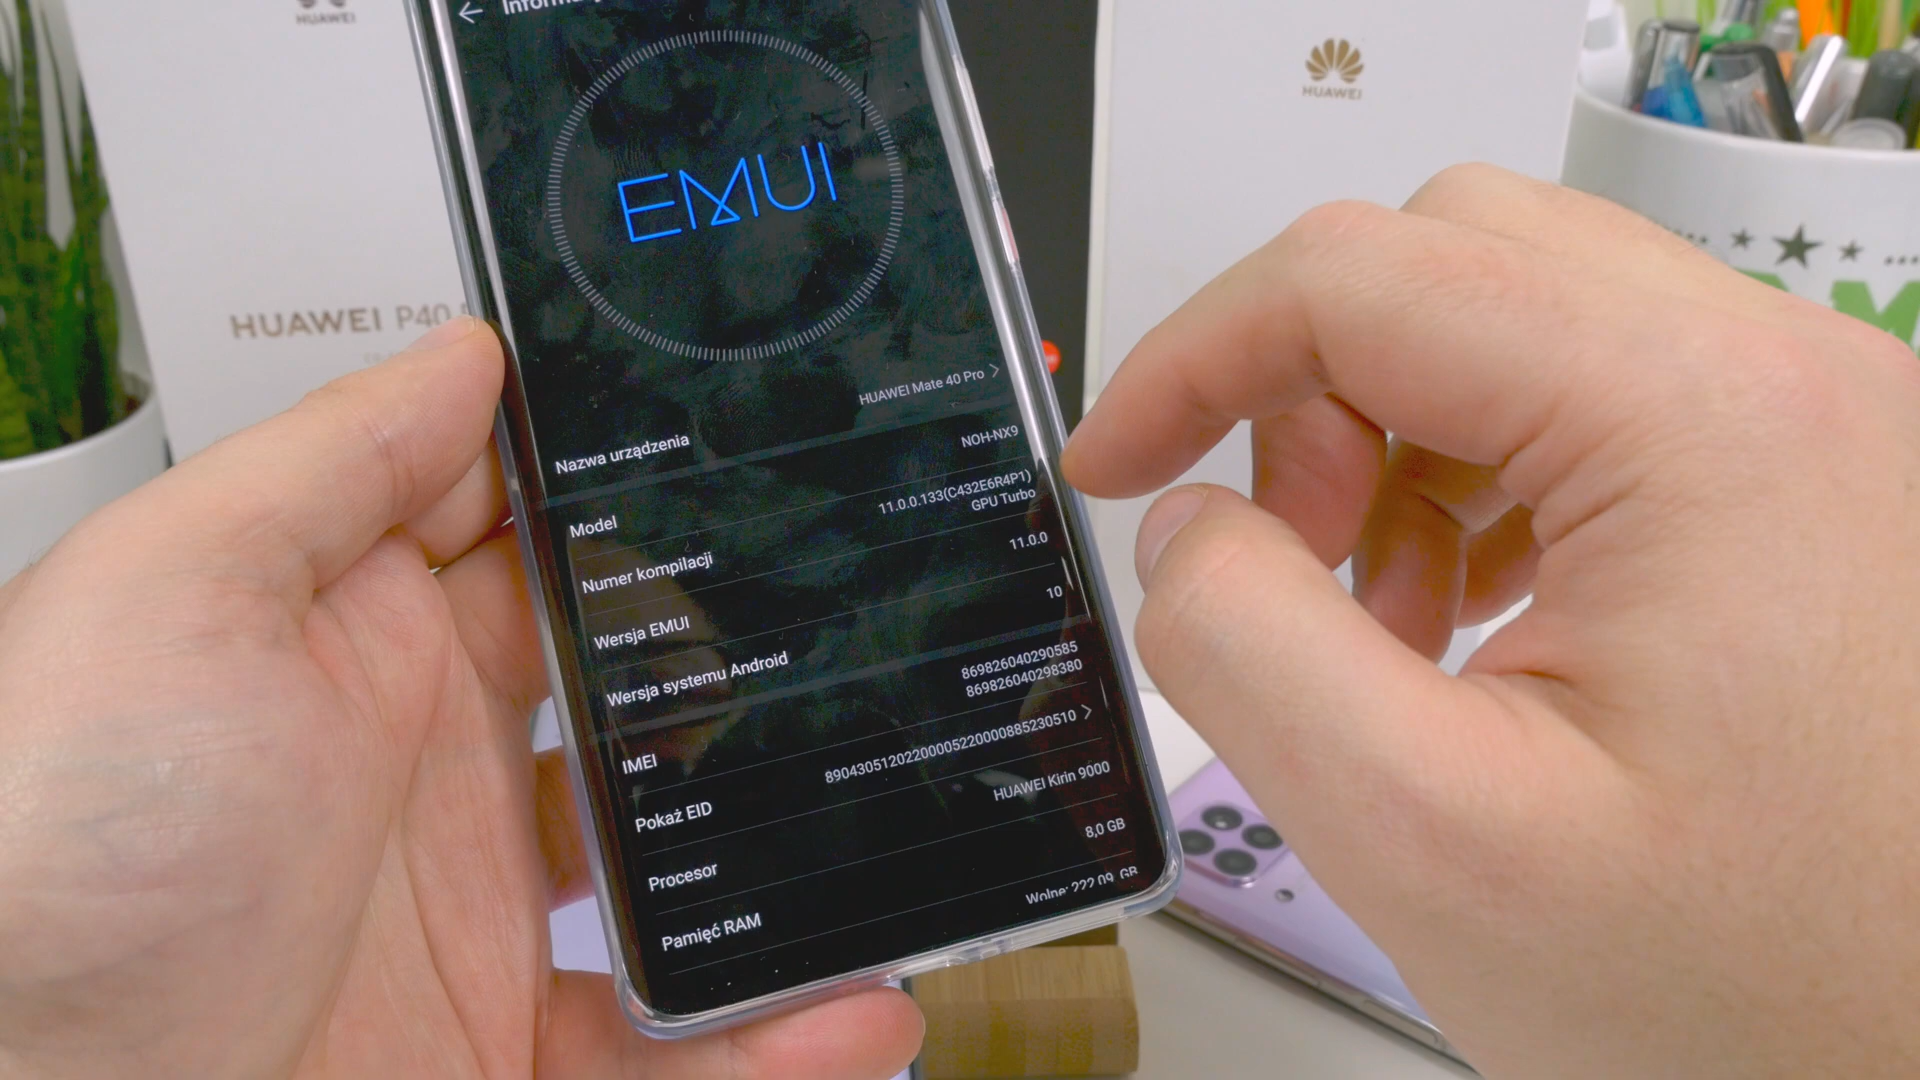 HUAWEI
HUAWEI
HUAWEI P40
EMUI
Nazwa urządzenia HUAWEI Mate 40 Pro
Model NOH-NX9
Numer kompilacji 11.0.0.133(C432E6R4P1)
GPU Turbo
Wersja EMUI 11.0.0
Wersja systemu Android 10
IMEI 869826040290585
869826040298380
Pokaż EID 89043051202200005220000885230510
Procesor HUAWEI Kirin 9000
Pamięć RAM 8,0 GB
Wolne: 222,09 GB